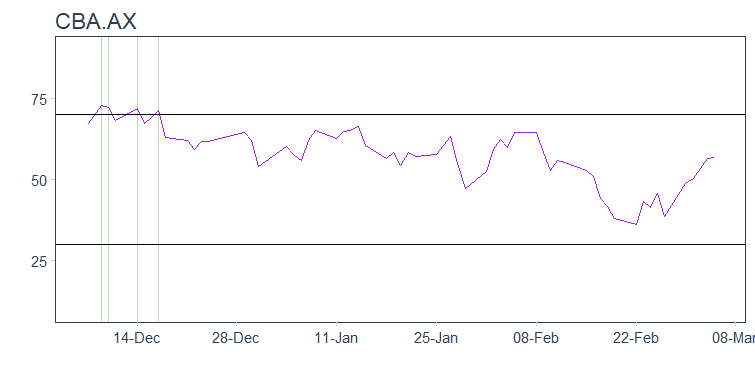 CBA.AX
75
50
25
14-Dec
28-Dec
11-Jan
25-Jan
08-Feb
22-Feb
08-Mar